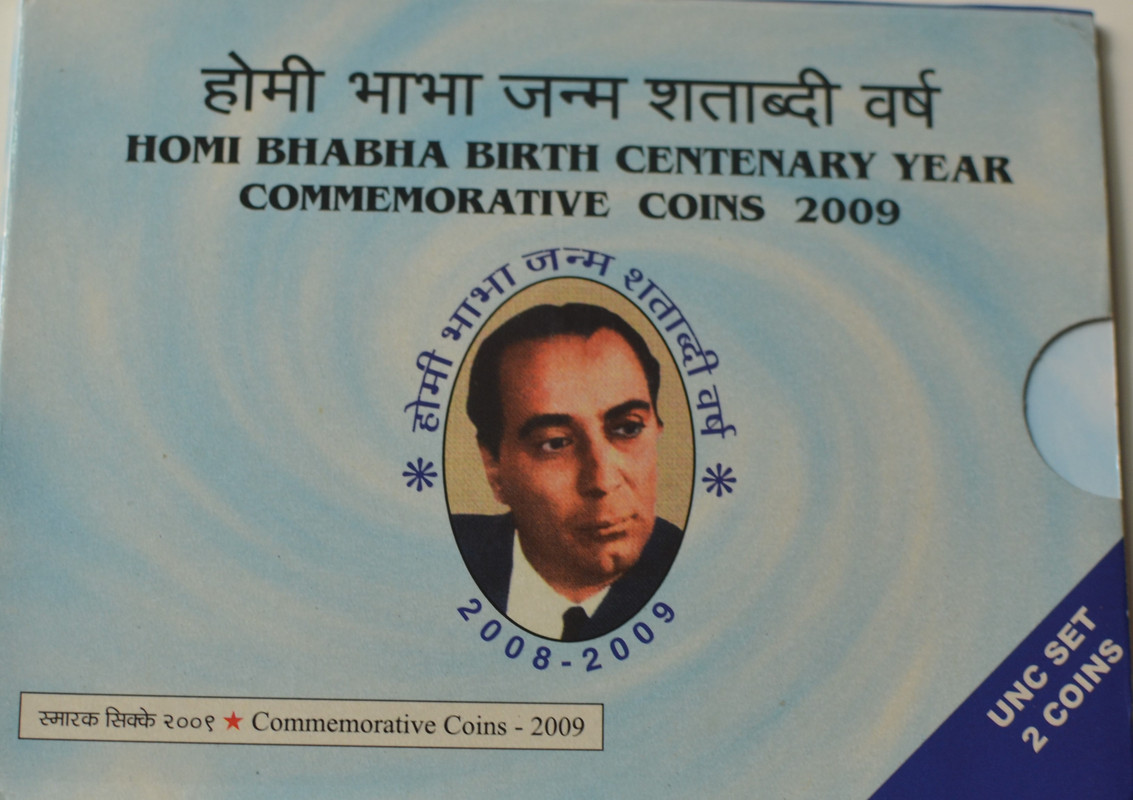 होमी भाभा जन्म शताब्दी वर्ष
HOMI BHABHA BIRTH CENTENARY YEAR
COMMEMORATIVE COINS 2009
* होमी भाभा जन्म शताब्दी वर्ष *
2008-2009
UNC SET
2 COINS
स्मारक सिक्के २००९ ★ Commemorative Coins - 2009